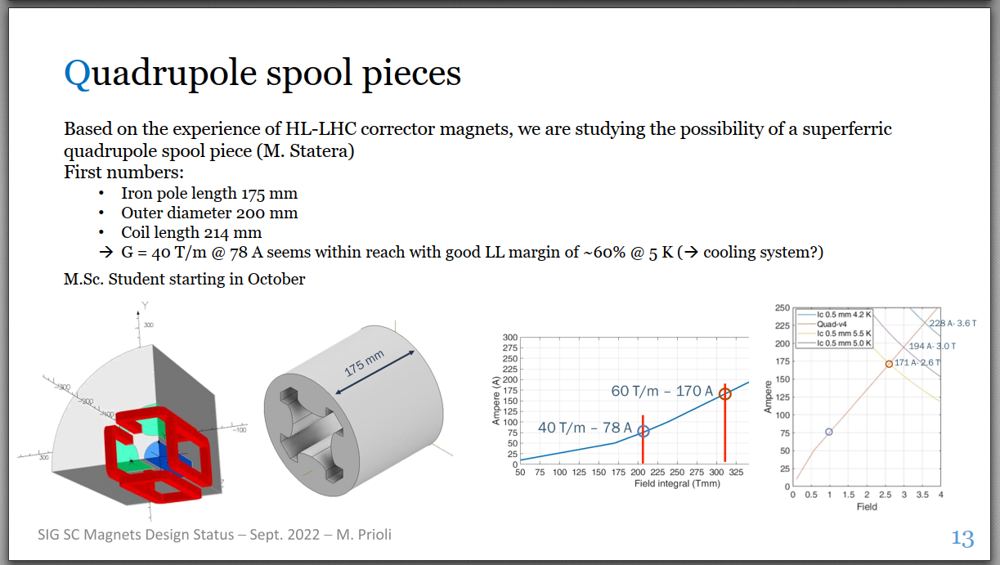 Quadrupole spool pieces
Based on the experience of HL-LHC corrector magnets, we are studying the possibility of a superferric
quadrupole spool piece (M. Statera)
First numbers:
• Iron pole length 175 mm
• Outer diameter 200 mm
• Coil length 214 mm
→ G = 40 T/m @ 78 A seems within reach with good LL margin of ~60% @ 5 K (→ cooling system?)
M.Sc. Student starting in October
Y
300
-300
-200
-100
-100
300
Z
175 mm
300
275
250
225
200
175
150
125
100
75
50
25
0
Ampere (A)
60 T/m – 170 A
40 T/m – 78 A
50 75 100 125 150 175 200 225 250 275 300 325
Field integral (Tmm)
250
225
200
175
150
125
100
75
50
25
0
Ampere
Ic 0.5 mm 4.2 K
Quad-v4
Ic 0.5 mm 5.5 K
Ic 0.5 mm 5.0 K
228 A- 3.6 T
194 A- 3.0 T
171 A- 2.6 T
0 0.5 1 1.5 2 2.5 3 3.5 4
Field
SIG SC Magnets Design Status – Sept. 2022 – M. Prioli
13